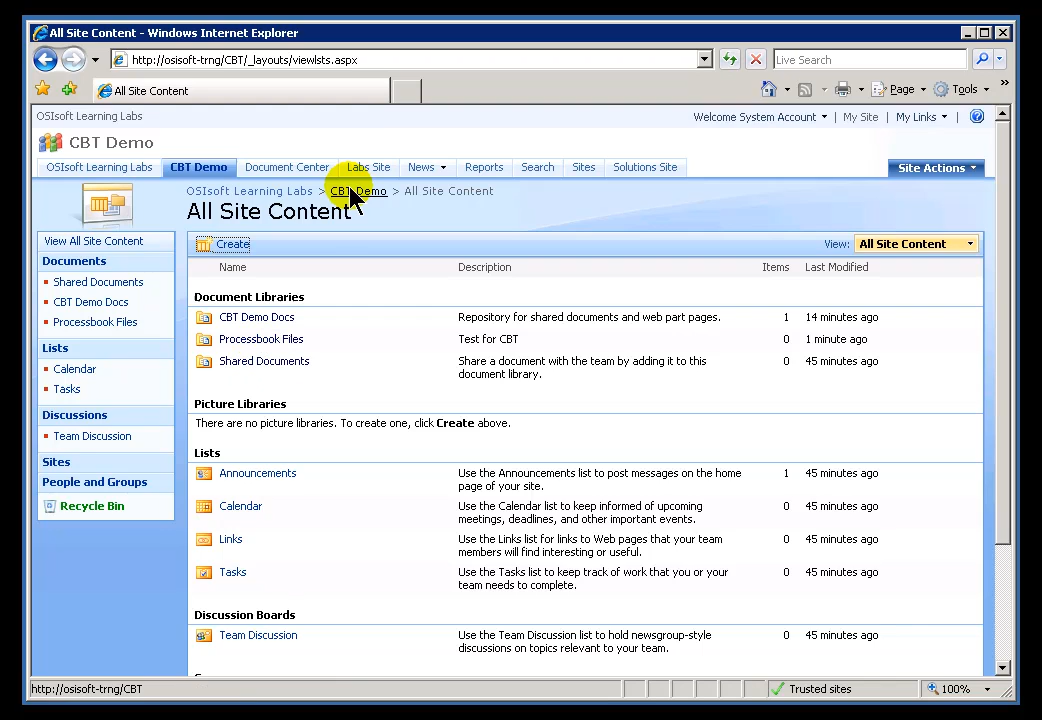 All Site Content - Windows Internet Explorer
http://osisoft-trng/CBT/_layouts/viewlsts.aspx
Live Search
All Site Content
Page
Tools
OSIsoft Learning Labs
Welcome System Account | My Site | My Links |
CBT Demo
OSIsoft Learning Labs
CBT Demo
Document Center
Labs Site
News
Reports
Search
Sites
Solutions Site
Site Actions
OSIsoft Learning Labs > CBT Demo > All Site Content
All Site Content
View All Site Content
Documents
Shared Documents
CBT Demo Docs
Processbook Files
Lists
Calendar
Tasks
Discussions
Team Discussion
Sites
People and Groups
Recycle Bin
Create
View: All Site Content
Name Description Items Last Modified
Document Libraries
CBT Demo Docs Repository for shared documents and web part pages. 1 14 minutes ago
Processbook Files Test for CBT 0 1 minute ago
Shared Documents Share a document with the team by adding it to this 0 45 minutes ago
document library.
Picture Libraries
There are no picture libraries. To create one, click Create above.
Lists
Announcements Use the Announcements list to post messages on the home 1 45 minutes ago
page of your site.
Calendar Use the Calendar list to keep informed of upcoming 0 45 minutes ago
meetings, deadlines, and other important events.
Links Use the Links list for links to Web pages that your team 0 45 minutes ago
members will find interesting or useful.
Tasks Use the Tasks list to keep track of work that you or your 0 45 minutes ago
team needs to complete.
Discussion Boards
Team Discussion Use the Team Discussion list to hold newsgroup-style 0 45 minutes ago
discussions on topics relevant to your team.
http://osisoft-trng/CBT
Trusted sites
100%